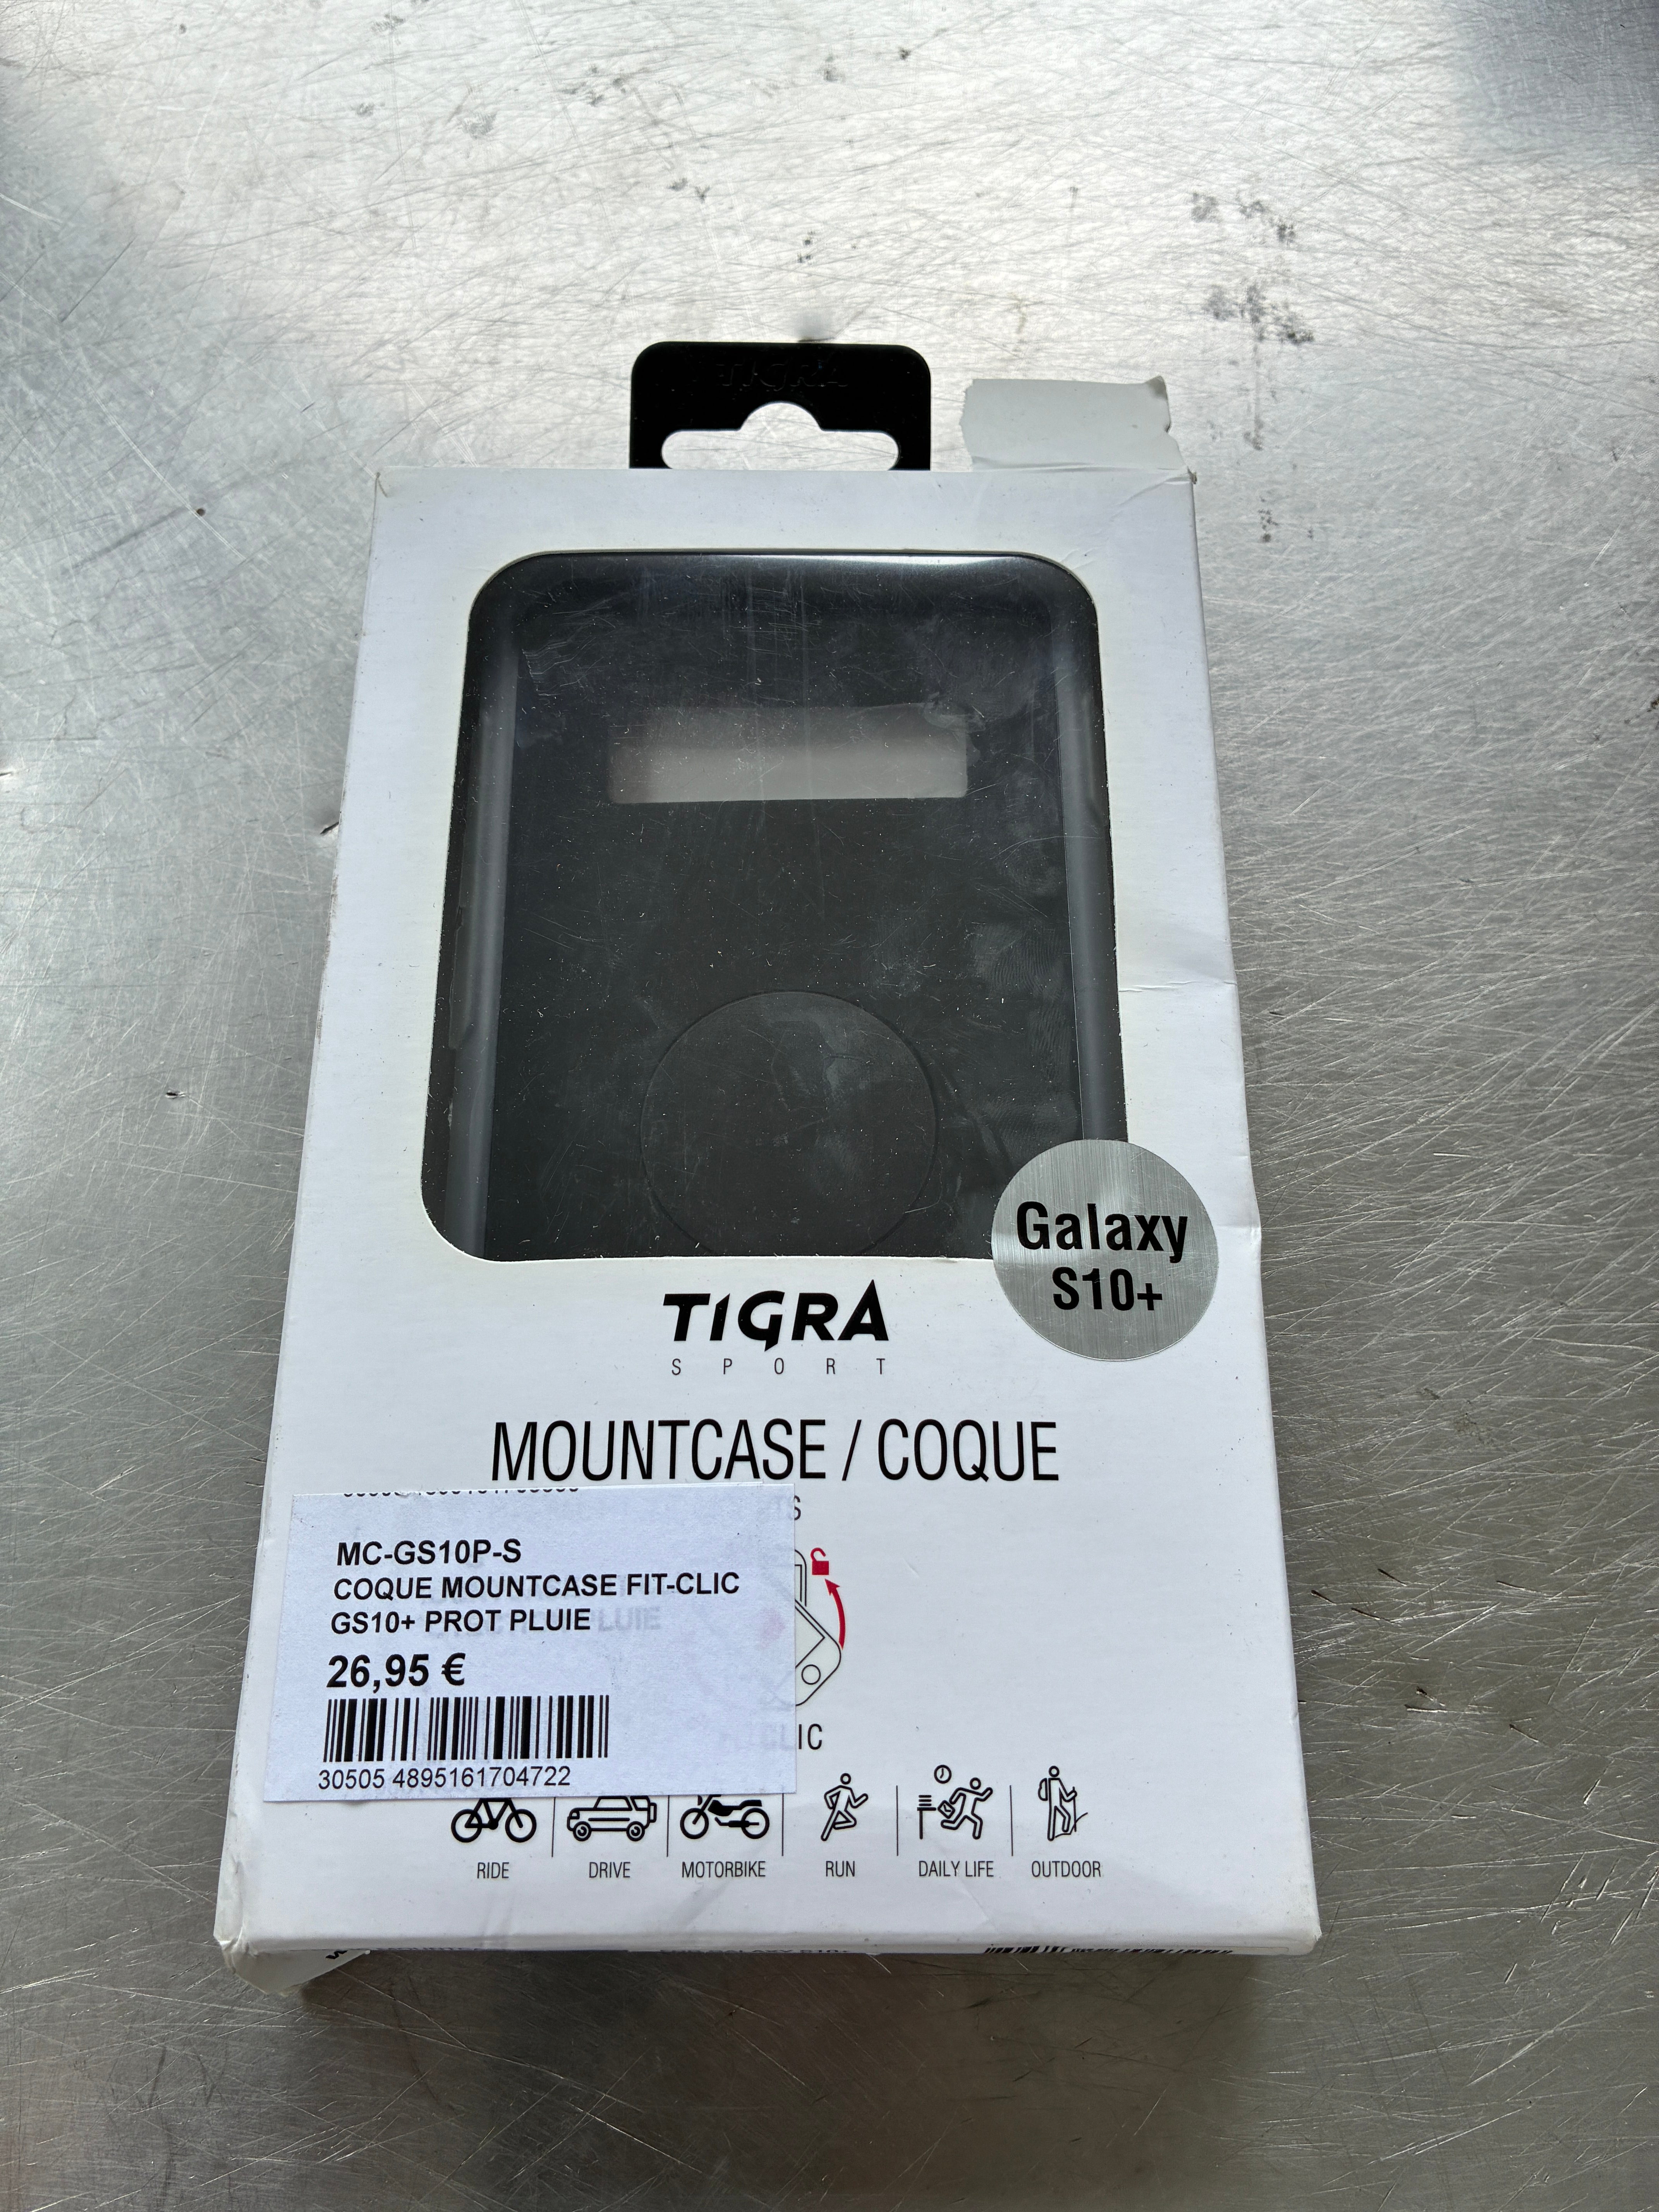 TIGRA
Galaxy
S10+
TIGRA
SPORT
MOUNTCASE / COQUE
MC-GS10P-S
COQUE MOUNTCASE FIT-CLIC
GS10+ PROT PLUIE
26,95 €
30505 4895161704722
RIDE
DRIVE
MOTORBIKE
RUN
DAILY LIFE
OUTDOOR